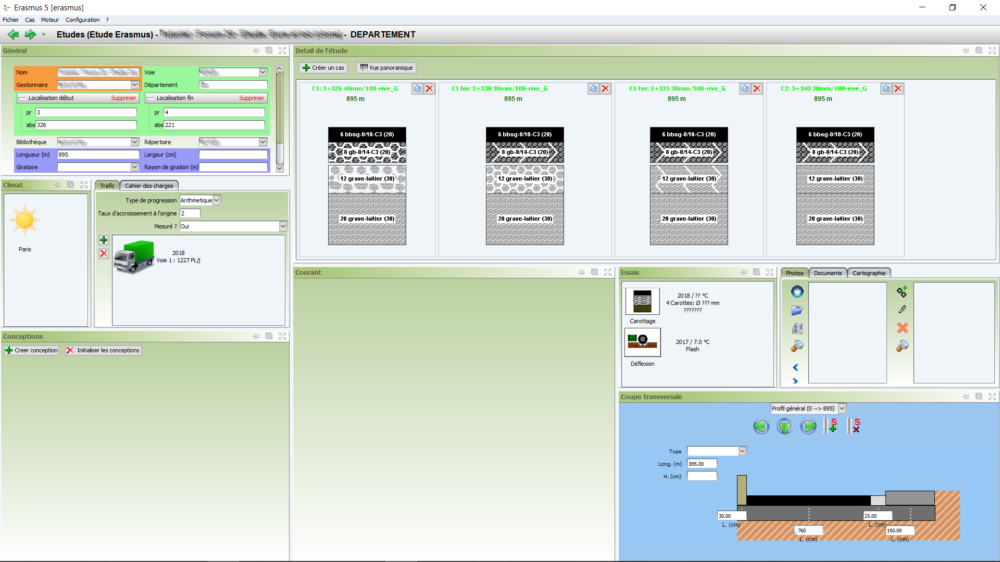 Erasmus 5 [erasmus]
Fichier Cas Moteur Configuration ?
Etudes (Etude Erasmus) - - DEPARTEMENT
Général
Nom
Voie
Gestionnaire
Département
Localisation début Supprimer
Localisation fin Supprimer
pr 3
pr 4
abs 326
abs 221
Bibliothèque
Répertoire
Longueur (m) 895
Largeur (cm)
Giratoire
Rayon de giration (m)
Climat
Paris
Trafic
Cahier des charges
Type de progression Arithmetique
Taux d'accroissement à l'origine 2
Mesuré ? Oui
2018
Voie 1 : 1227 PL/j
Conceptions
Creer conception
Initialiser les conceptions
Detail de l'étude
Créer un cas
Vue panoramique
C1: 3+326 40mm/100-rive_G
895 m
6 bbsg-0/10-C3 (20)
8 gb-0/14-C3 (20)
12 grave-laitier (30)
20 grave-laitier (30)
C1 bis: 3+330 30mm/100-rive_G
895 m
6 bbsg-0/10-C3 (20)
8 gb-0/14-C3 (20)
12 grave-laitier (30)
20 grave-laitier (30)
C1 ter: 3+335 30mm/100-rive_G
895 m
6 bbsg-0/10-C3 (20)
8 gb-0/14-C3 (20)
12 grave-laitier (30)
20 grave-laitier (30)
C2: 3+340 30mm/100-rive_G
895 m
6 bbsg-0/10-C3 (20)
8 gb-0/14-C3 (20)
12 grave-laitier (30)
20 grave-laitier (30)
Courant
Essais
2018 / ?? °C
4 Carottes: Ø ??? mm
???????
Carottage
2017 / 7.0 °C
Flash
Déflexion
Photos
Documents
Cartographie
Coupe transversale
Profil général (0 --> 895)
S
S
Type
Long. (m) 895.00
H. (cm)
30.00
L. (cm)
760
L. (cm)
25.00
L. (cm)
150.00
L. (cm)